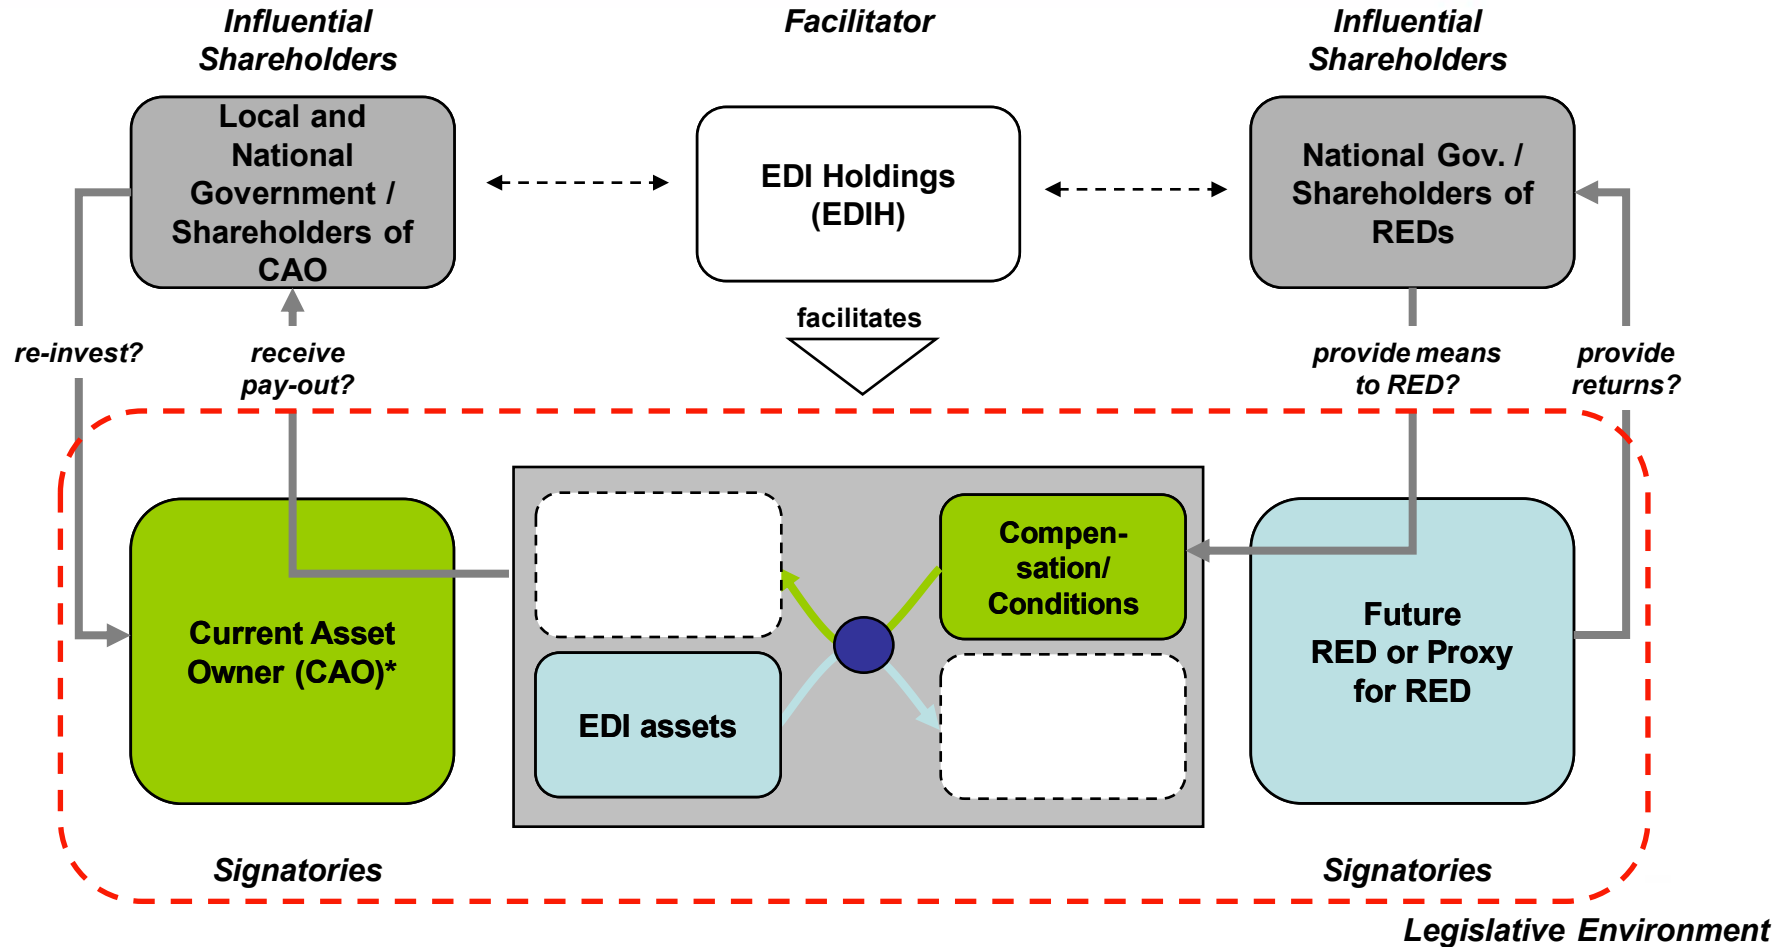 Influential
Shareholders
Facilitator
Influential
Shareholders
Local and
National
Government /
Shareholders of
CAO
EDI Holdings
(EDIH)
National Gov. /
Shareholders of
REDs
facilitates
re-invest?
receive
pay-out?
provide means
to RED?
provide
returns?
Current Asset
Owner (CAO)*
Compen-
sation/
Conditions
EDI assets
Future
RED or Proxy
for RED
Signatories
Signatories
Legislative Environment